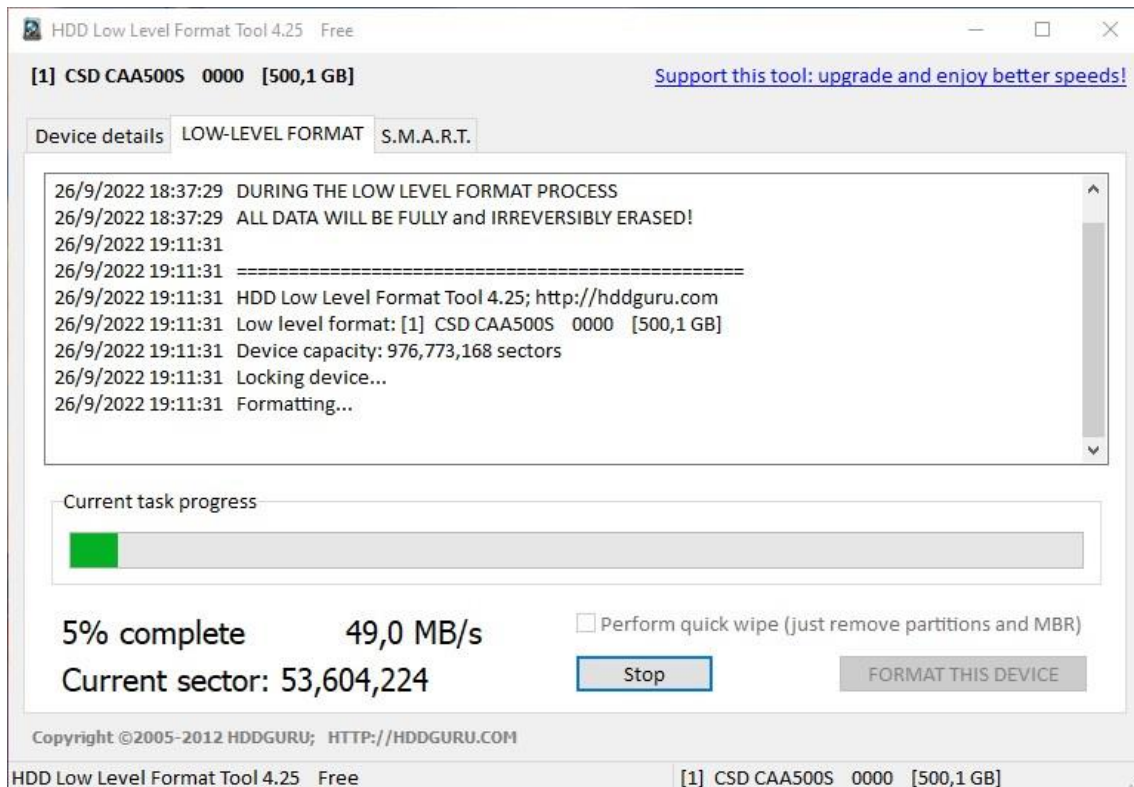 HDD Low Level Format Tool 4.25 Free
[1] CSD CAA500S 0000 [500,1 GB]
Support this tool: upgrade and enjoy better speeds!
Device details LOW-LEVEL FORMAT S.M.A.R.T.
26/9/2022 18:37:29 DURING THE LOW LEVEL FORMAT PROCESS
26/9/2022 18:37:29 ALL DATA WILL BE FULLY and IRREVERSIBLY ERASED!
26/9/2022 19:11:31
26/9/2022 19:11:31 =================================================
26/9/2022 19:11:31 HDD Low Level Format Tool 4.25; http://hddguru.com
26/9/2022 19:11:31 Low level format: [1] CSD CAA500S 0000 [500,1 GB]
26/9/2022 19:11:31 Device capacity: 976,773,168 sectors
26/9/2022 19:11:31 Locking device...
26/9/2022 19:11:31 Formatting...
Current task progress
5% complete 49,0 MB/s
Perform quick wipe (just remove partitions and MBR)
Current sector: 53,604,224
Stop
FORMAT THIS DEVICE
Copyright ©2005-2012 HDDGURU; HTTP://HDDGURU.COM
HDD Low Level Format Tool 4.25 Free
[1] CSD CAA500S 0000 [500,1 GB]